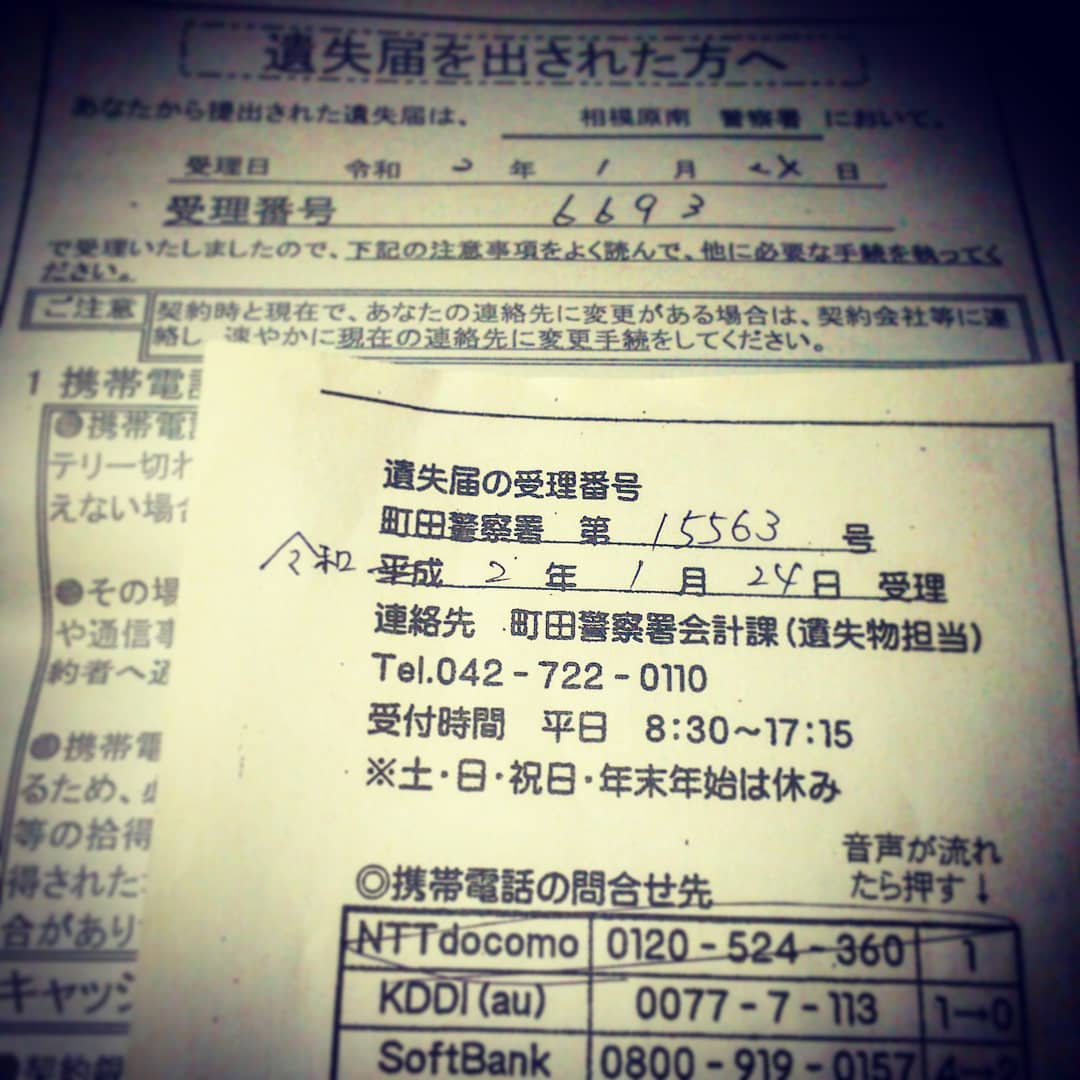 遺失届を出された方へ
あなたから提出された遺失届は、 相模原南 警察署 において、
受理日 令和 2 年 1 月 日
受理番号 6693
で受理いたしましたので、下記の注意事項をよく読んで、他に必要な手続を執ってく
ださい。
ご注意
契約時と現在で、あなたの連絡先に変更がある場合は、契約会社等に連
絡し、速やかに現在の連絡先に変更手続をしてください。
1 携帯電話
●携帯電
テリー切れ
えない場合
●その場
や通信事
約者へ通
●携帯電
るため、
等の拾得
得された
合があり
キャッシ
●契約銀
遺失届の受理番号
町田警察署 第 15563 号
令和 平成 2 年 1 月 24日 受理
連絡先 町田警察署会計課(遺失物担当)
Tel.042-722-0110
受付時間 平日 8:30~17:15
※土・日・祝日・年末年始は休み
音声が流れ
たら押す↓
◎携帯電話の問合せ先
NTTdocomo 0120-524-360 1
KDDI(au) 0077-7-113 1→0
SoftBank 0800-919-0157 4→2